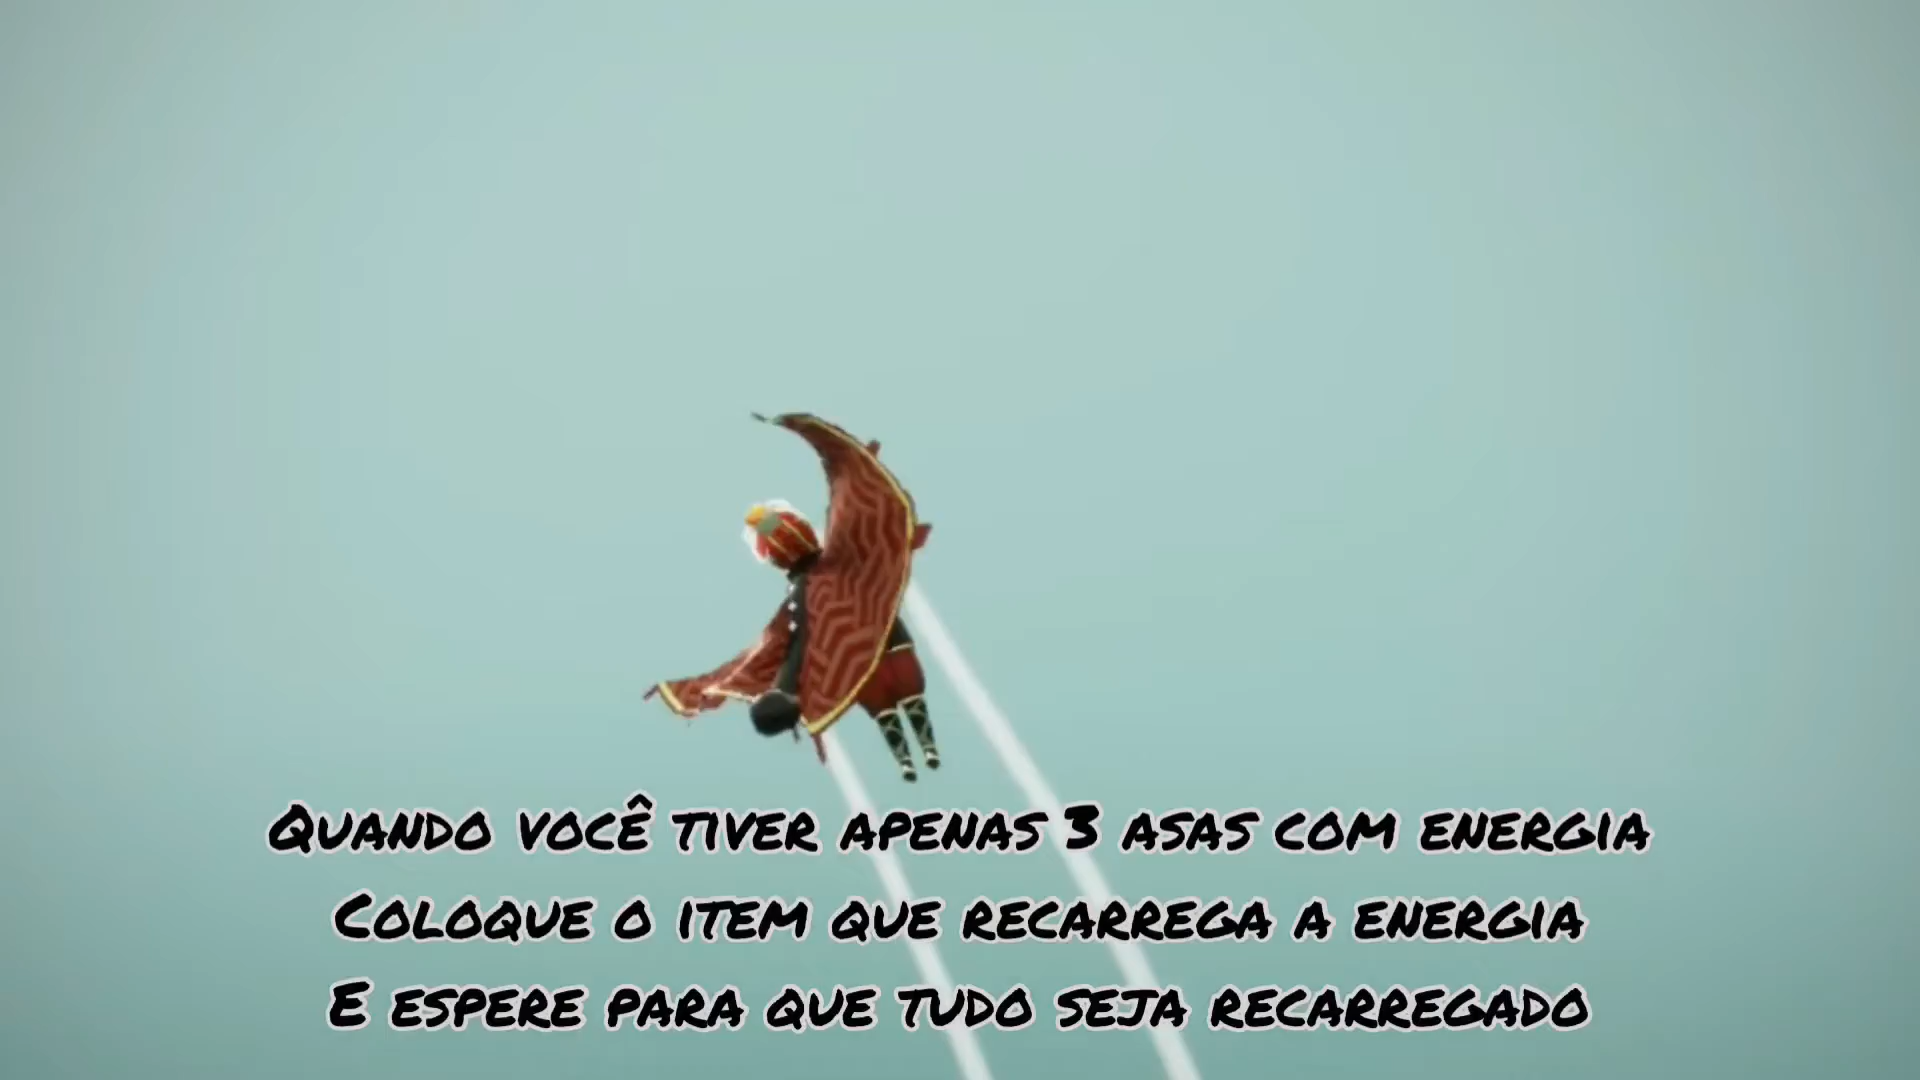 Quando você tiver apenas 3 asas com energia
Coloque o item que recarrega a energia
E espere para que tudo seja recarregado